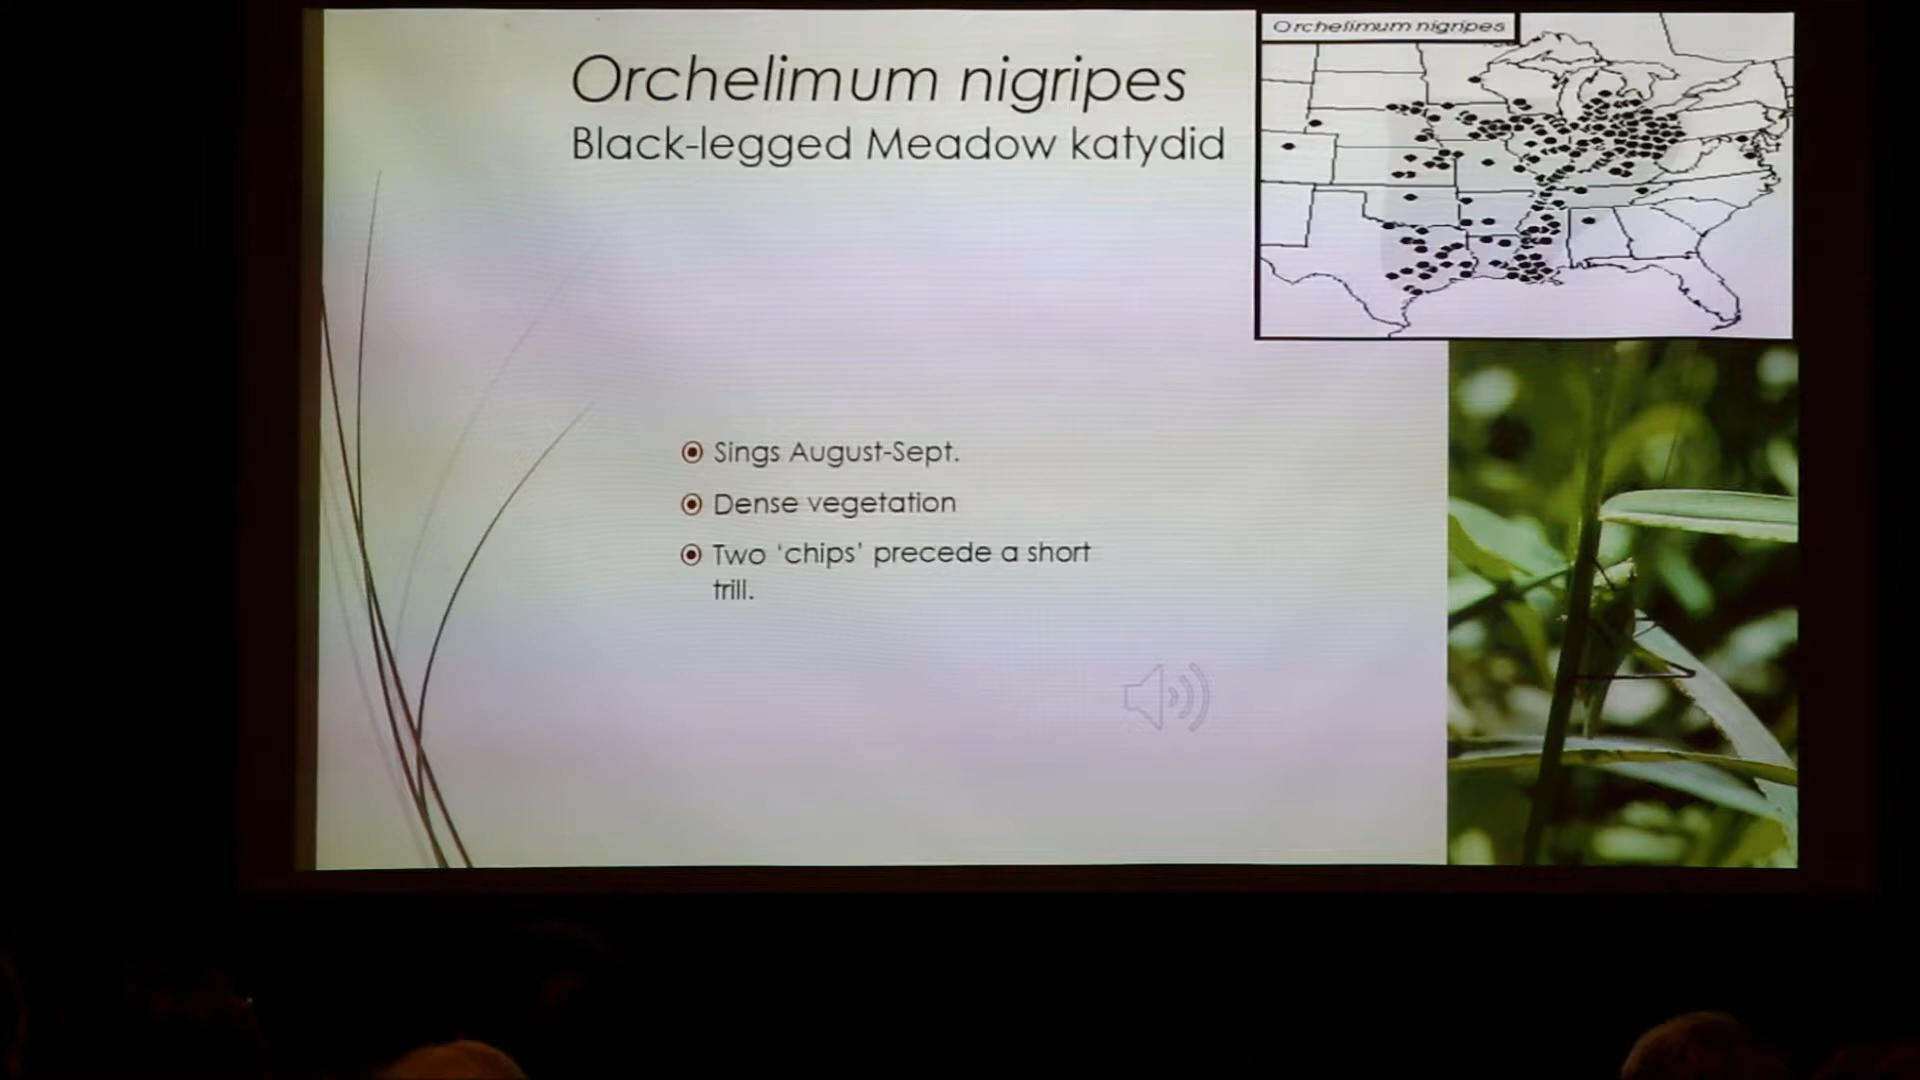 Orchelimum nigripes
Black-legged Meadow katydid
Orchelimum nigripes
Sings August-Sept.
Dense vegetation
Two 'chips' precede a short
trill.